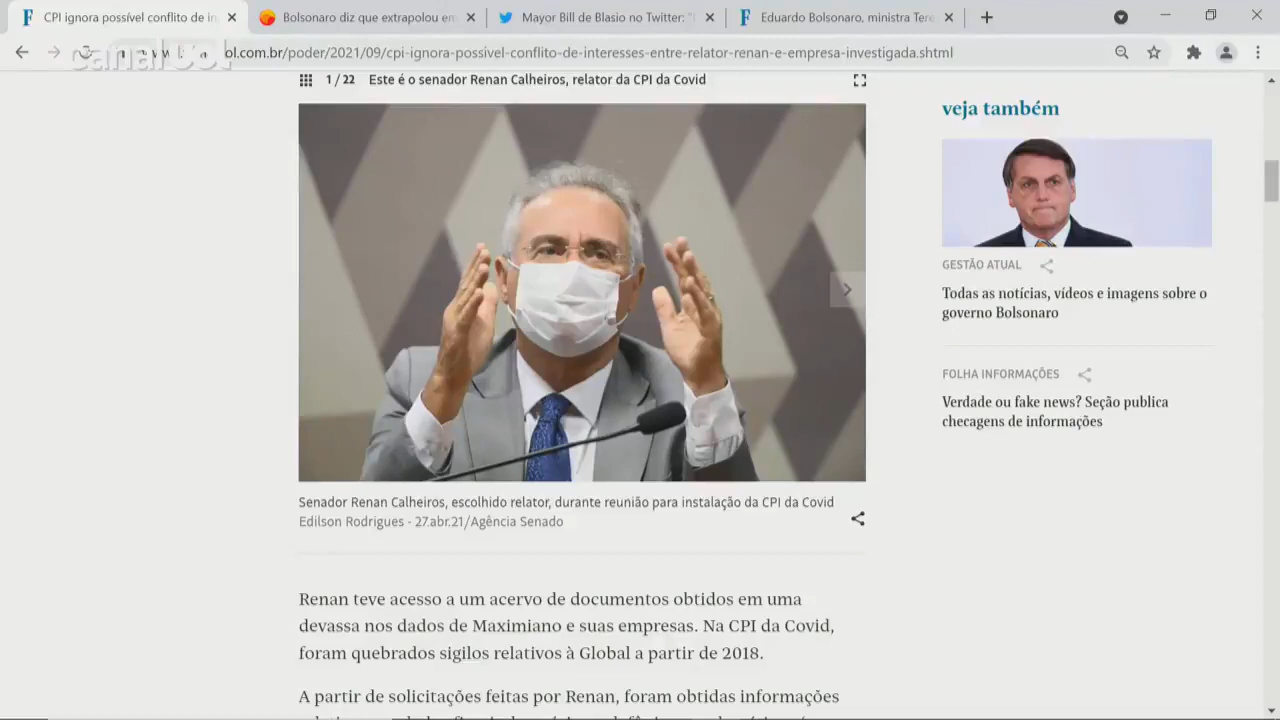 CPI ignora possível conflito de in
Bolsonaro diz que extrapolou em
Mayor Bill de Blasio no Twitter: "
Eduardo Bolsonaro, ministra Tere
ol.com.br/poder/2021/09/cpi-ignora-possivel-conflito-de-interesses-entre-relator-renan-e-empresa-investigada.shtml
canal uol
1 / 22 Este é o senador Renan Calheiros, relator da CPI da Covid
Senador Renan Calheiros, escolhido relator, durante reunião para instalação da CPI da Covid
Edilson Rodrigues - 27.abr.21/Agência Senado
Renan teve acesso a um acervo de documentos obtidos em uma
devassa nos dados de Maximiano e suas empresas. Na CPI da Covid,
foram quebrados sigilos relativos à Global a partir de 2018.
A partir de solicitações feitas por Renan, foram obtidas informações
veja também
GESTÃO ATUAL
Todas as notícias, vídeos e imagens sobre o
governo Bolsonaro
FOLHA INFORMAÇÕES
Verdade ou fake news? Seção publica
checagens de informações